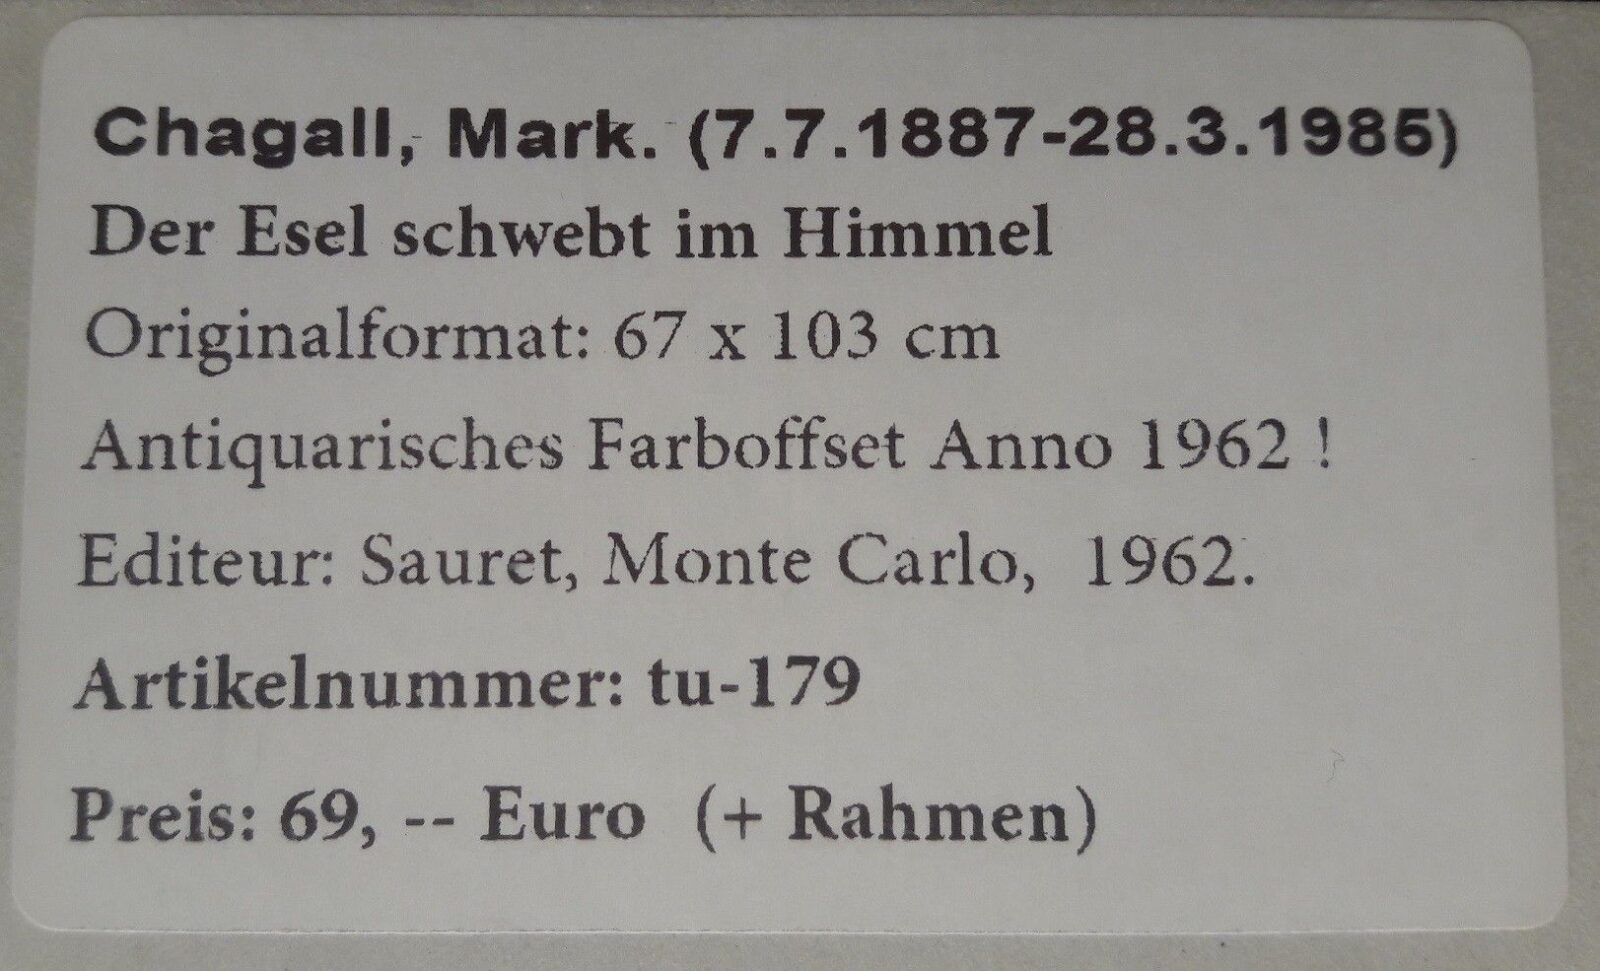 Chagall, Mark. (7.7.1887-28.3.1985)
Der Esel schwebt im Himmel
Originalformat: 67 x 103 cm
Antiquarisches Farboffset Anno 1962 !
Editeur: Sauret, Monte Carlo, 1962.
Artikelnummer: tu-179
Preis: 69, -- Euro (+ Rahmen)